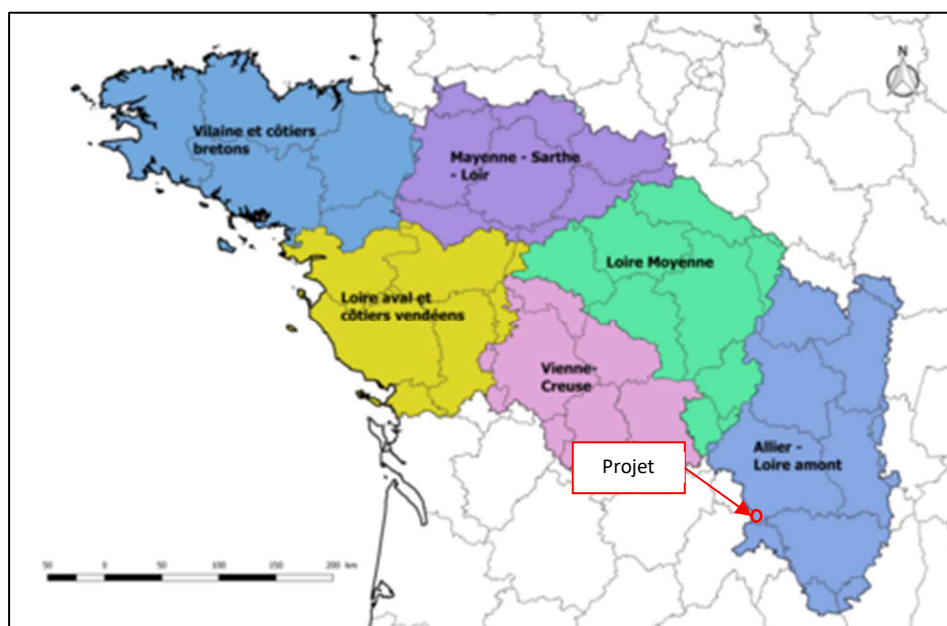 N
Vilaine et côtiers
bretons
Mayenne - Sarthe
- Loir
Loire Moyenne
Loire aval et
côtiers vendéens
Vienne-
Creuse
Allier -
Loire amont
Projet
50 0 50 100 150 200 km